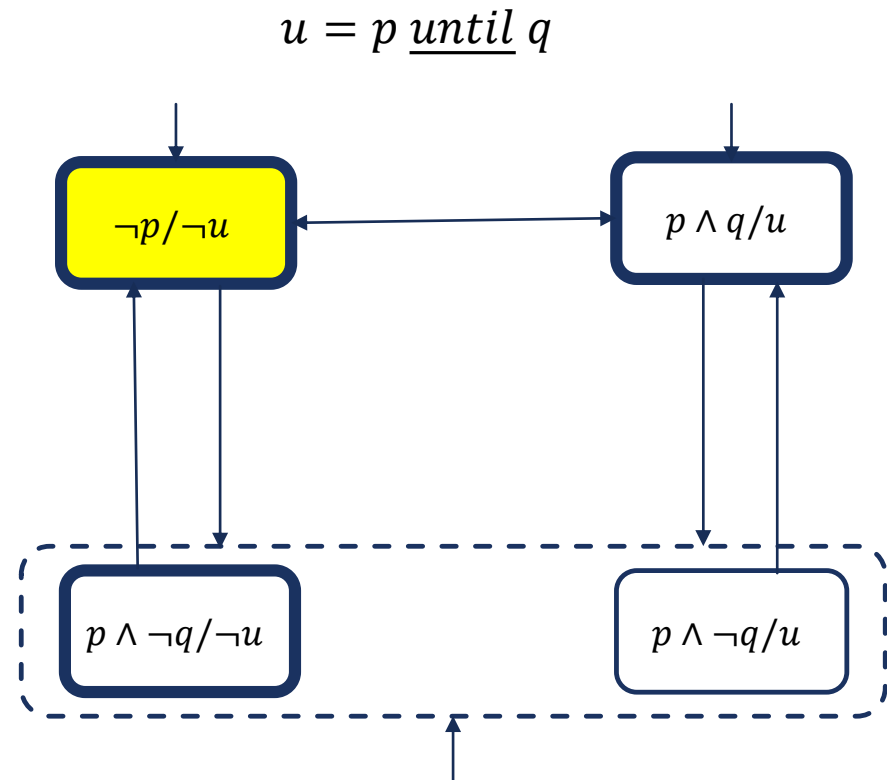 u = p until q
¬p/¬u
p ∧ q/u
p ∧ ¬q/¬u
p ∧ ¬q/u